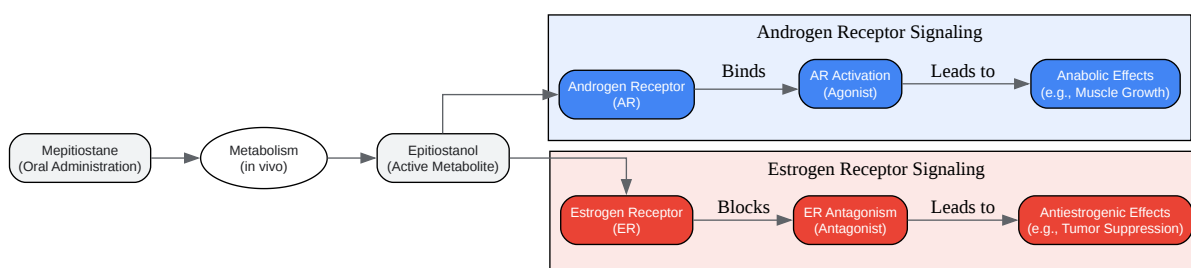 Androgen Receptor Signaling
Androgen Receptor
(AR)
Binds
AR Activation
(Agonist)
Leads to
Anabolic Effects
(e.g., Muscle Growth)
Mepitiostane
(Oral Administration)
Metabolism
(in vivo)
Epitiostanol
(Active Metabolite)
Estrogen Receptor Signaling
Estrogen Receptor
(ER)
Blocks
ER Antagonism
(Antagonist)
Leads to
Antiestrogenic Effects
(e.g., Tumor Suppression)